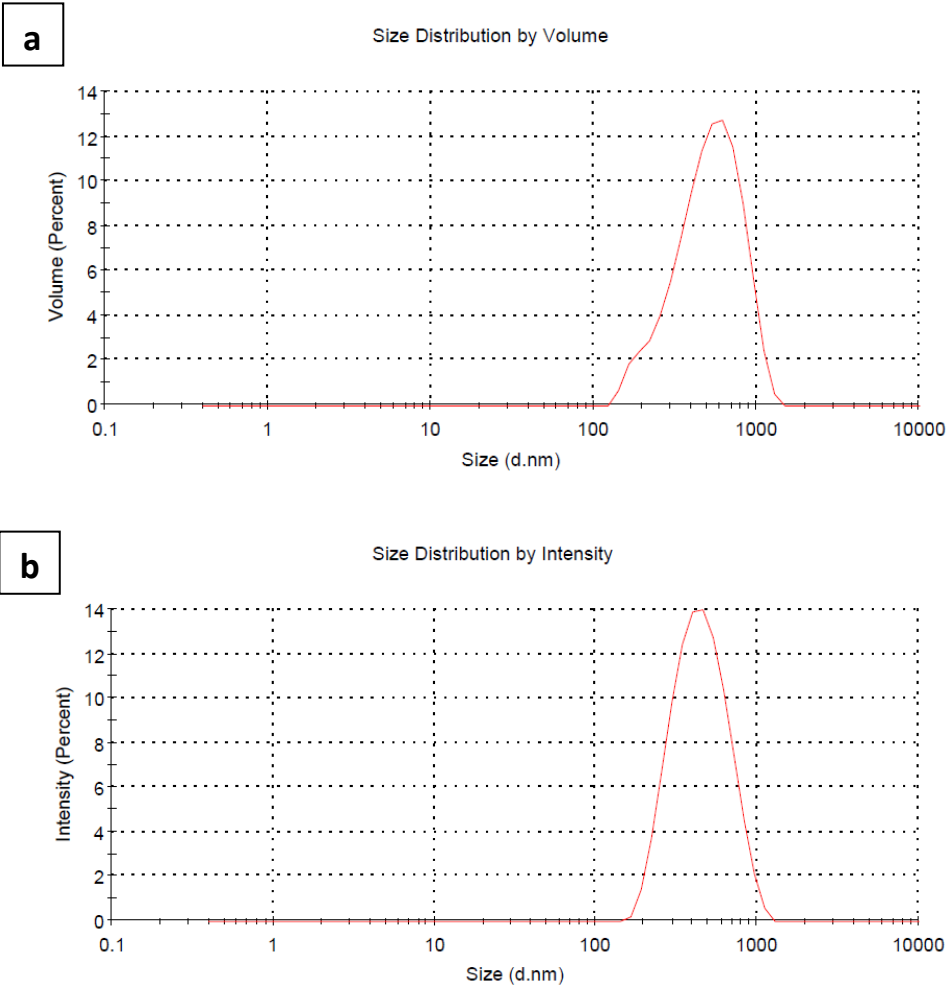 a
Size Distribution by Volume
14
12
10
8
6
4
2
0
Volume (Percent)
0.1 1 10 100 1000 10000
Size (d.nm)
b
Size Distribution by Intensity
14
12
10
8
6
4
2
0
Intensity (Percent)
0.1 1 10 100 1000 10000
Size (d.nm)